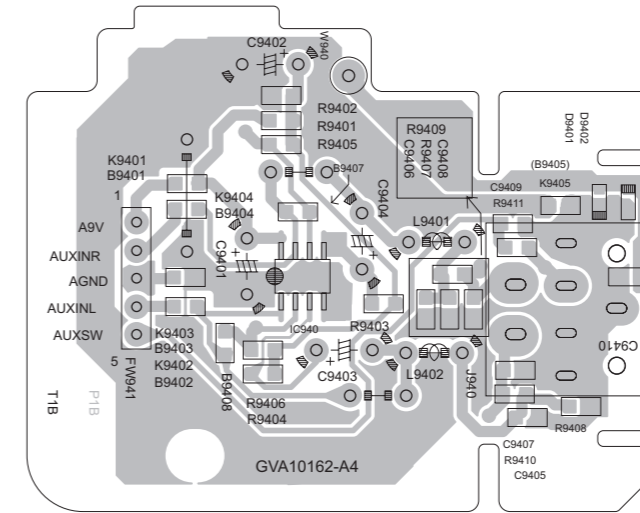 C9402
W940
R9402
R9401
R9405
R9409
R9407
C9406
C9408
D9402
D9401
K9401
B9401
(B9405)
B9407
C9409
K9405
1
K9404
B9404
C9404
R9411
A9V
L9401
AUXINR
C9401
AGND
AUXINL
AUXSW
IC940
R9403
K9403
B9403
K9402
B9402
C9410
5
FW941
B9408
C9403
L9402
J940
T1B
P1B
R9406
R9404
R9408
C9407
R9410
C9405
GVA10162-A4